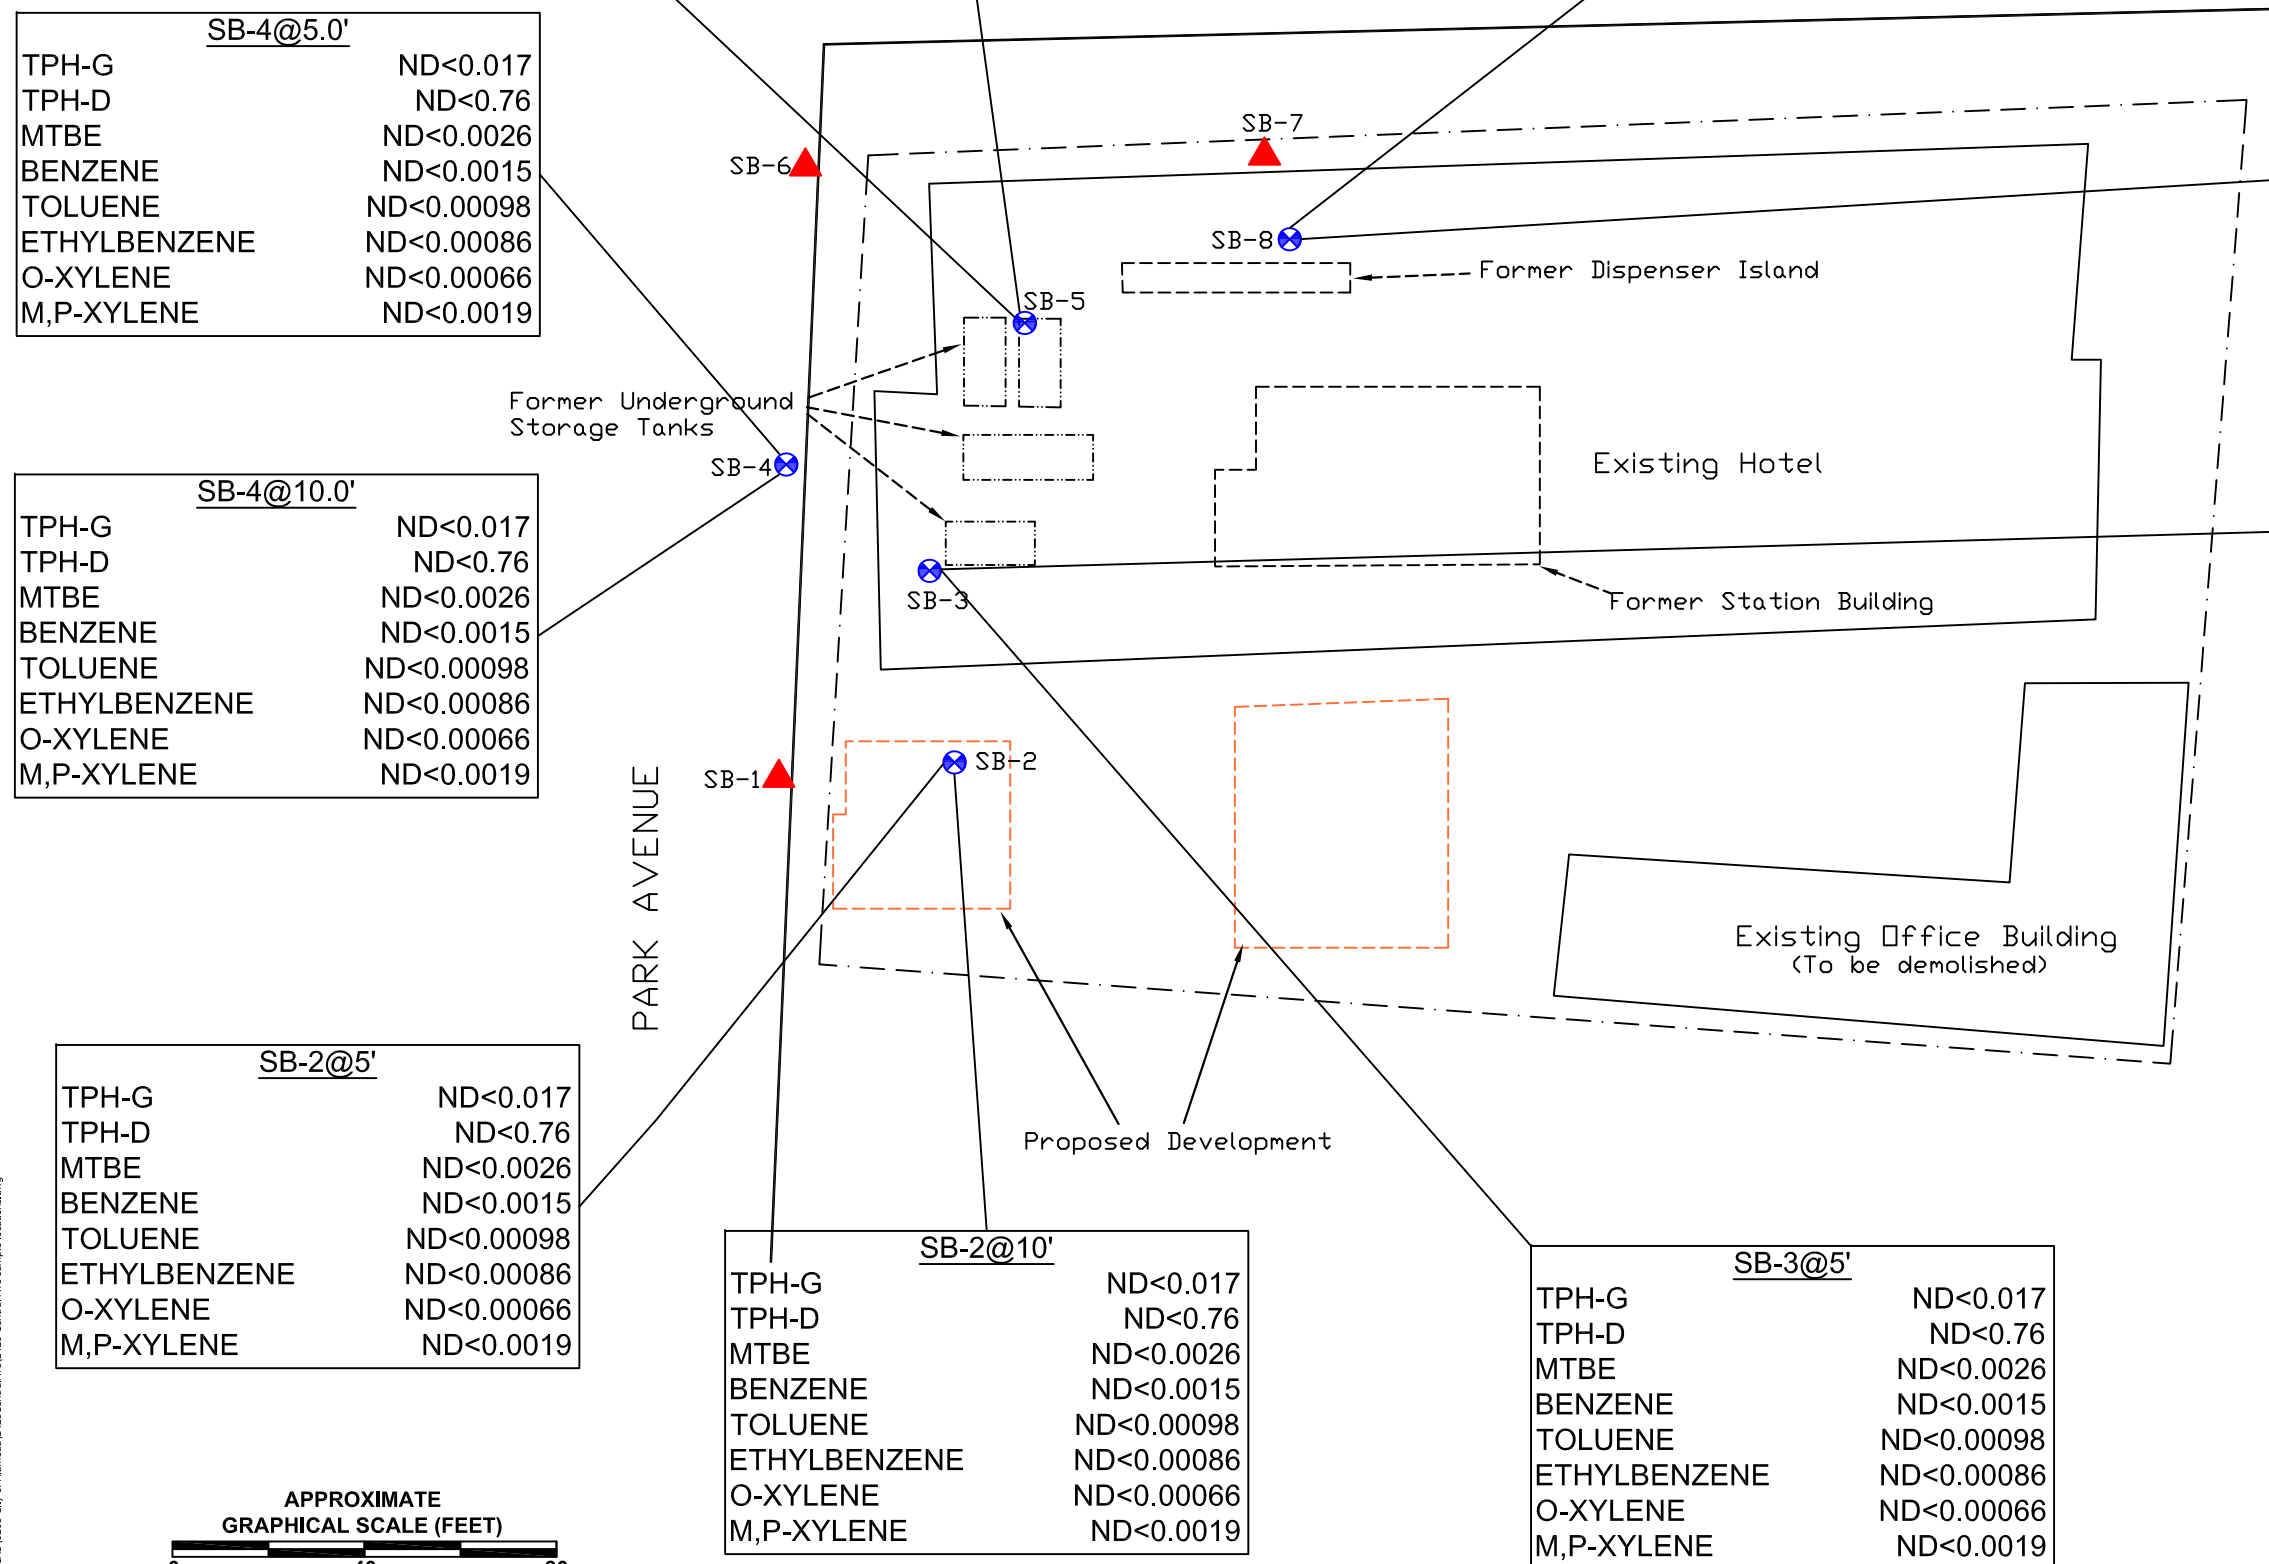 SB-4@5.0'
TPH-G ND<0.017
TPH-D ND<0.76
MTBE ND<0.0026
BENZENE ND<0.0015
TOLUENE ND<0.00098
ETHYLBENZENE ND<0.00086
O-XYLENE ND<0.00066
M,P-XYLENE ND<0.0019
SB-7
SB-6
SB-8
Former Dispenser Island
SB-5
Former Underground
Storage Tanks
SB-4
Existing Hotel
SB-3
Former Station Building
SB-4@10.0'
TPH-G ND<0.017
TPH-D ND<0.76
MTBE ND<0.0026
BENZENE ND<0.0015
TOLUENE ND<0.00098
ETHYLBENZENE ND<0.00086
O-XYLENE ND<0.00066
M,P-XYLENE ND<0.0019
SB-2
SB-1
PARK AVENUE
Existing Office Building
(To be demolished)
Proposed Development
SB-2@5'
TPH-G ND<0.017
TPH-D ND<0.76
MTBE ND<0.0026
BENZENE ND<0.0015
TOLUENE ND<0.00098
ETHYLBENZENE ND<0.00086
O-XYLENE ND<0.00066
M,P-XYLENE ND<0.0019
SB-2@10'
TPH-G ND<0.017
TPH-D ND<0.76
MTBE ND<0.0026
BENZENE ND<0.0015
TOLUENE ND<0.00098
ETHYLBENZENE ND<0.00086
O-XYLENE ND<0.00066
M,P-XYLENE ND<0.0019
SB-3@5'
TPH-G ND<0.017
TPH-D ND<0.76
MTBE ND<0.0026
BENZENE ND<0.0015
TOLUENE ND<0.00098
ETHYLBENZENE ND<0.00086
O-XYLENE ND<0.00066
M,P-XYLENE ND<0.0019
APPROXIMATE
GRAPHICAL SCALE (FEET)